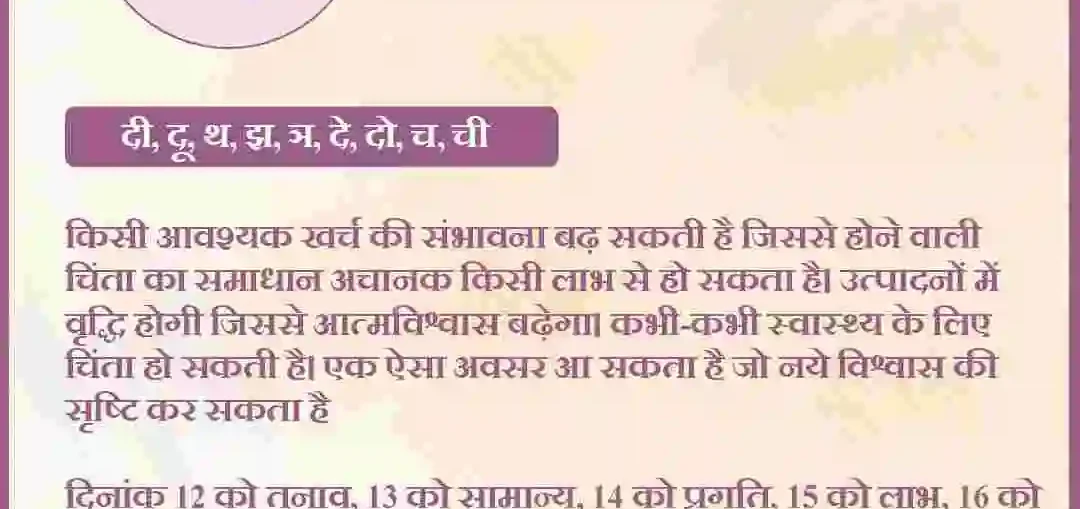 दी, दू, थ, झ, ञ, दे, दो, च, ची
किसी आवश्यक खर्च की संभावना बढ़ सकती है जिससे होने वाली
चिंता का समाधान अचानक किसी लाभ से हो सकता है। उत्पादनों में
वृद्धि होगी जिससे आत्मविश्वास बढ़ेगा। कभी-कभी स्वास्थ्य के लिए
चिंता हो सकती है। एक ऐसा अवसर आ सकता है जो नये विश्वास की
सृष्टि कर सकता है
दिनांक 12 को तनाव, 13 को सामान्य, 14 को प्रगति, 15 को लाभ, 16 को